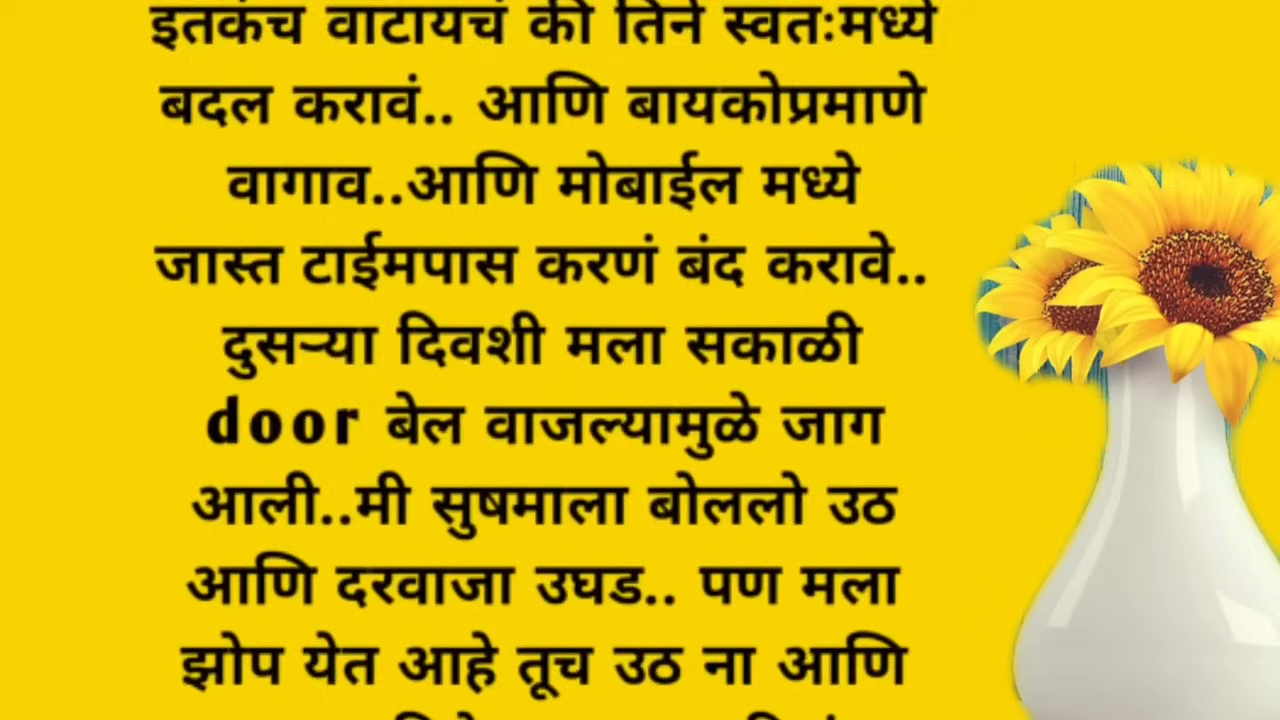 इतकंच वाटायचं की तिने स्वतःमध्ये
बदल करावं.. आणि बायकोप्रमाणे
वागाव..आणि मोबाईल मध्ये
जास्त टाईमपास करणं बंद करावे..
दुसऱ्या दिवशी मला सकाळी
door बेल वाजल्यामुळे जाग
आली..मी सुषमाला बोललो उठ
आणि दरवाजा उघड.. पण मला
झोप येत आहे तूच उठ ना आणि